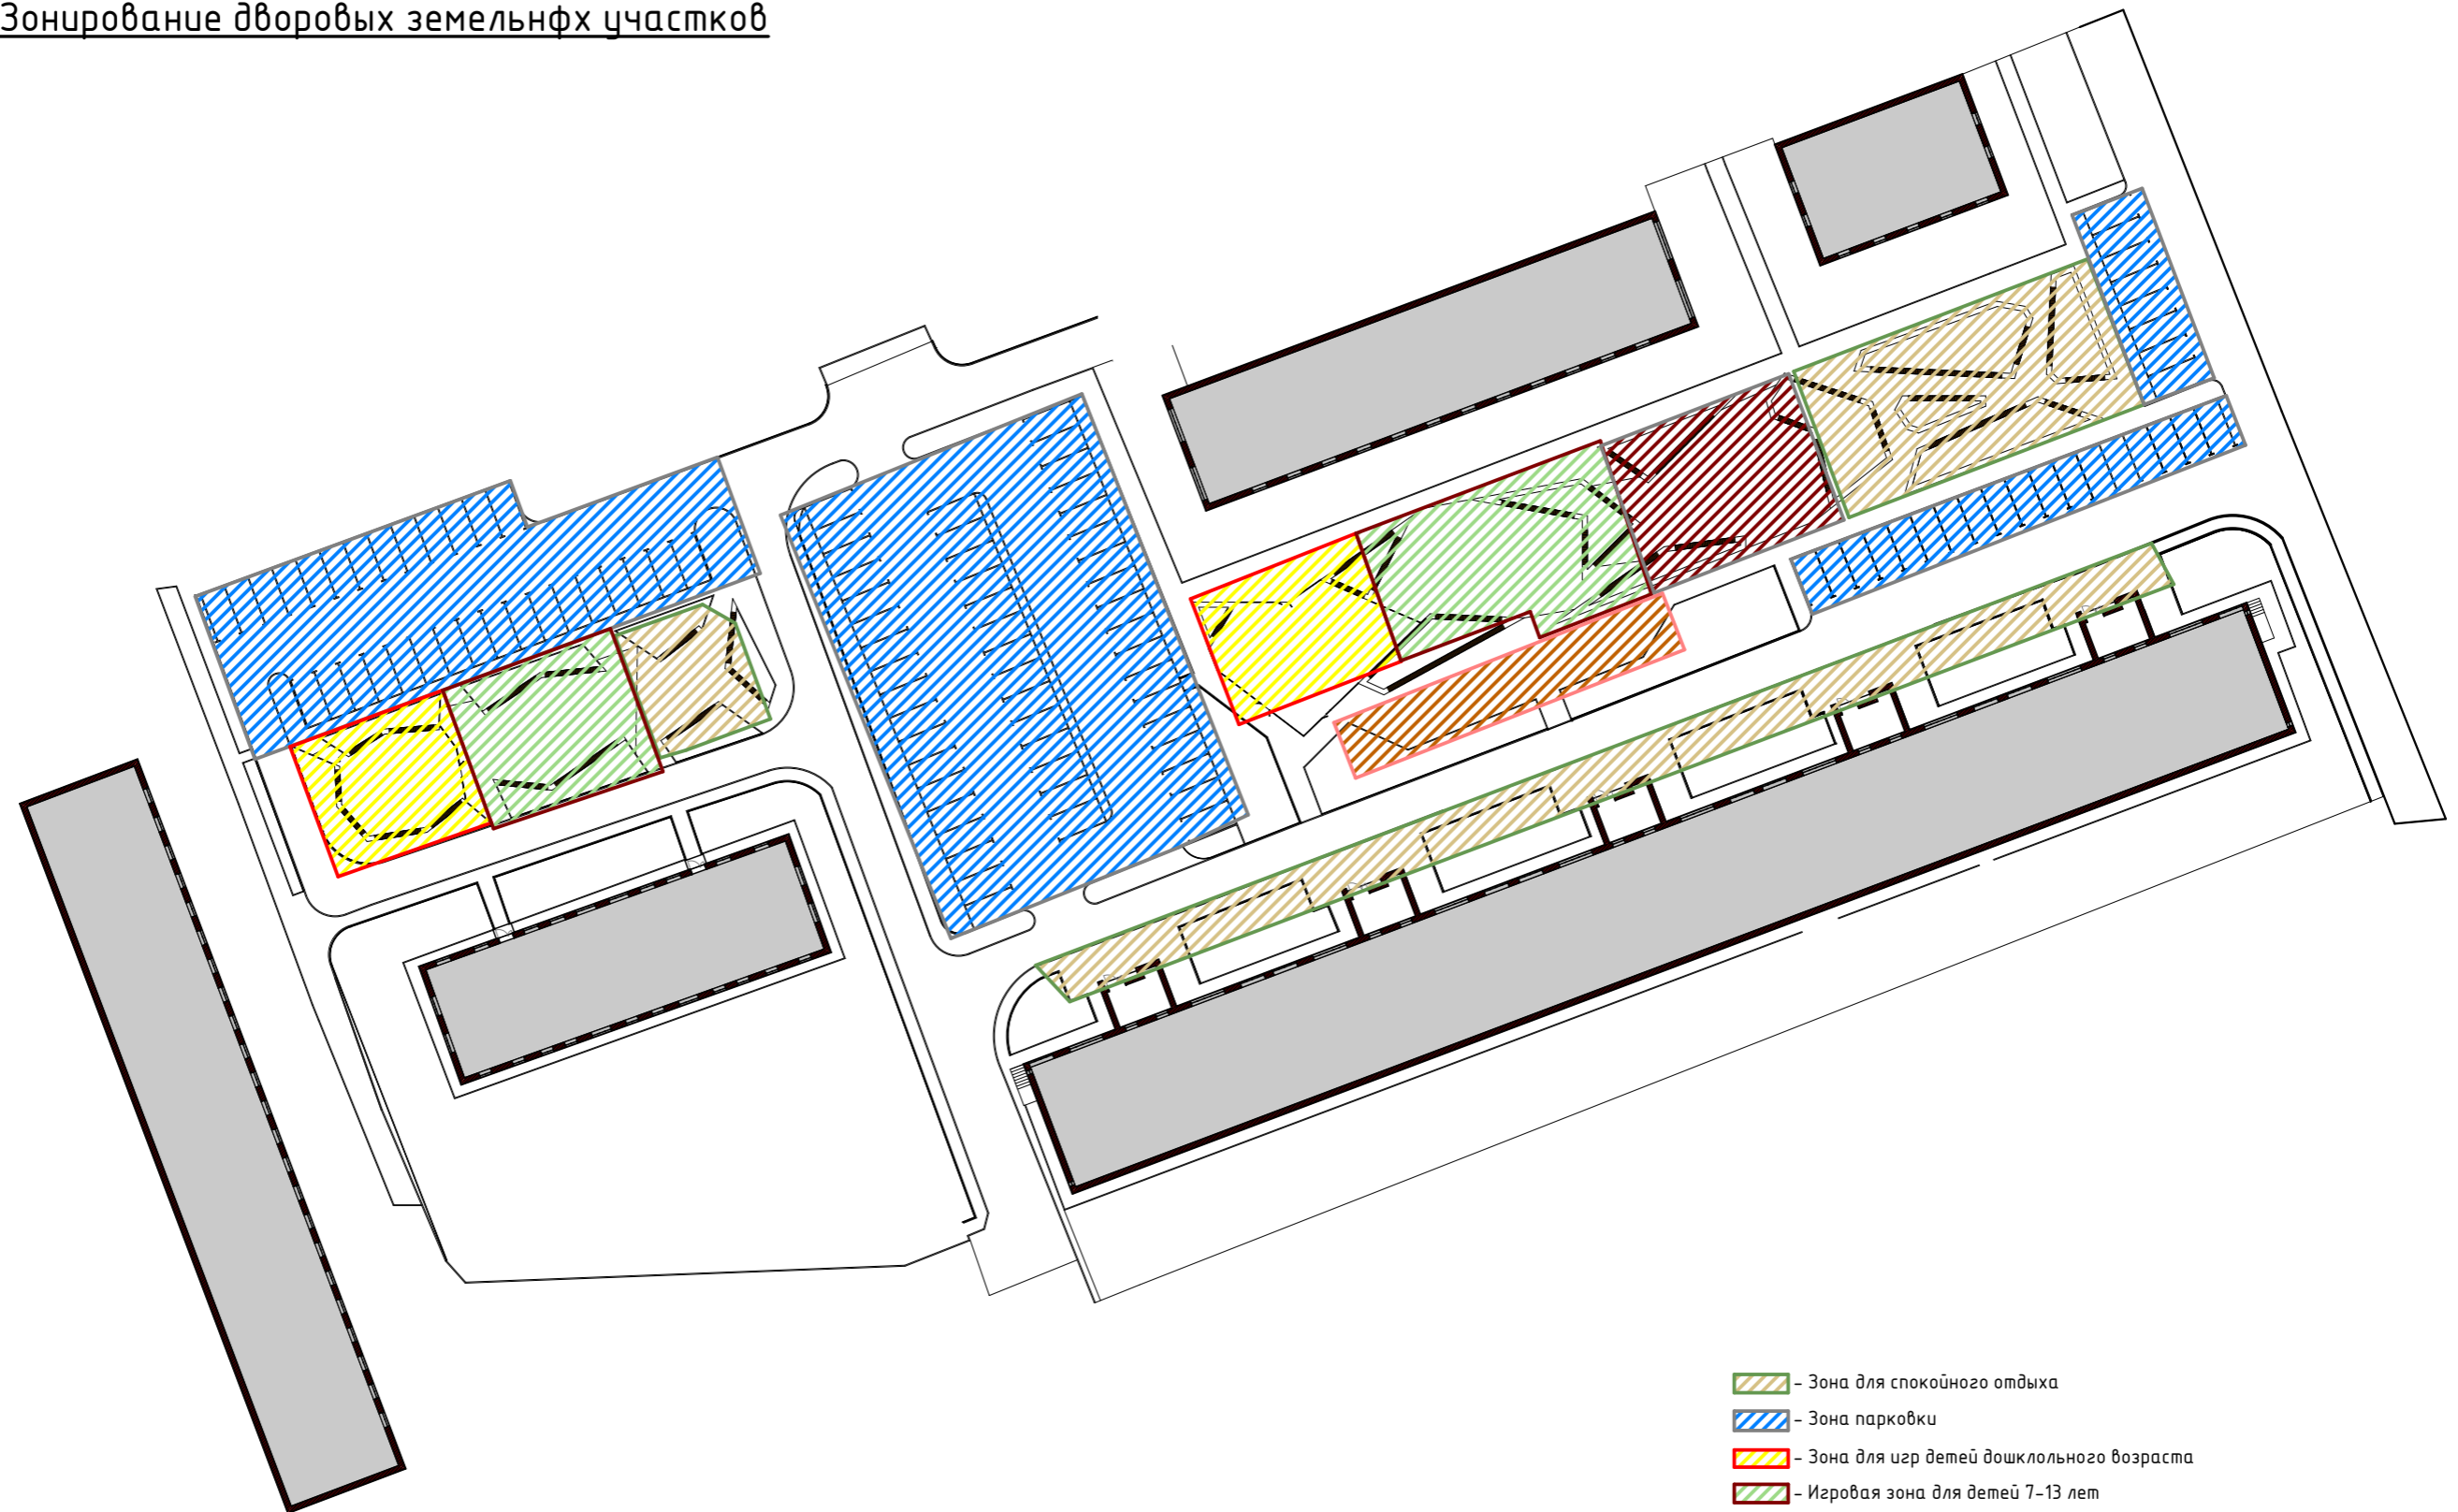 Зонирование дворовых земельнфх участков
- Зона для спокойного отдыха
- Зона парковки
- Зона для игр детей дошклольного возраста
- Игровая зона для детей 7-13 лет